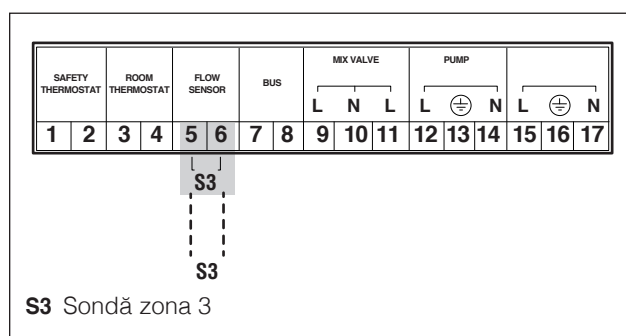 SAFETY THERMOSTAT
ROOM THERMOSTAT
FLOW SENSOR
BUS
MIX VALVE
PUMP
L N L L N L N
1 2 3 4 5 6 7 8 9 10 11 12 13 14 15 16 17
S3
S3
S3 Sondă zona 3